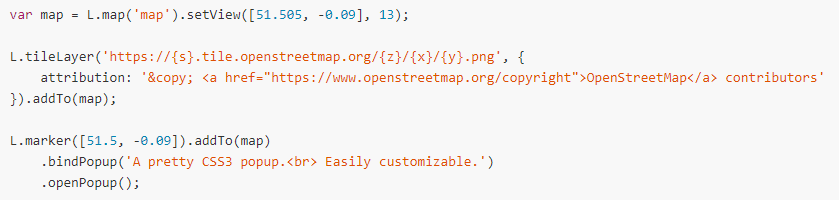 var map = L.map('map').setView([51.505, -0.09], 13);
L.tileLayer('https://{s}.tile.openstreetmap.org/{z}/{x}/{y}.png', {
    attribution: '&copy; <a href="https://www.openstreetmap.org/copyright">OpenStreetMap</a> contributors'
}).addTo(map);
L.marker([51.5, -0.09]).addTo(map)
    .bindPopup('A pretty CSS3 popup.<br> Easily customizable.')
    .openPopup();